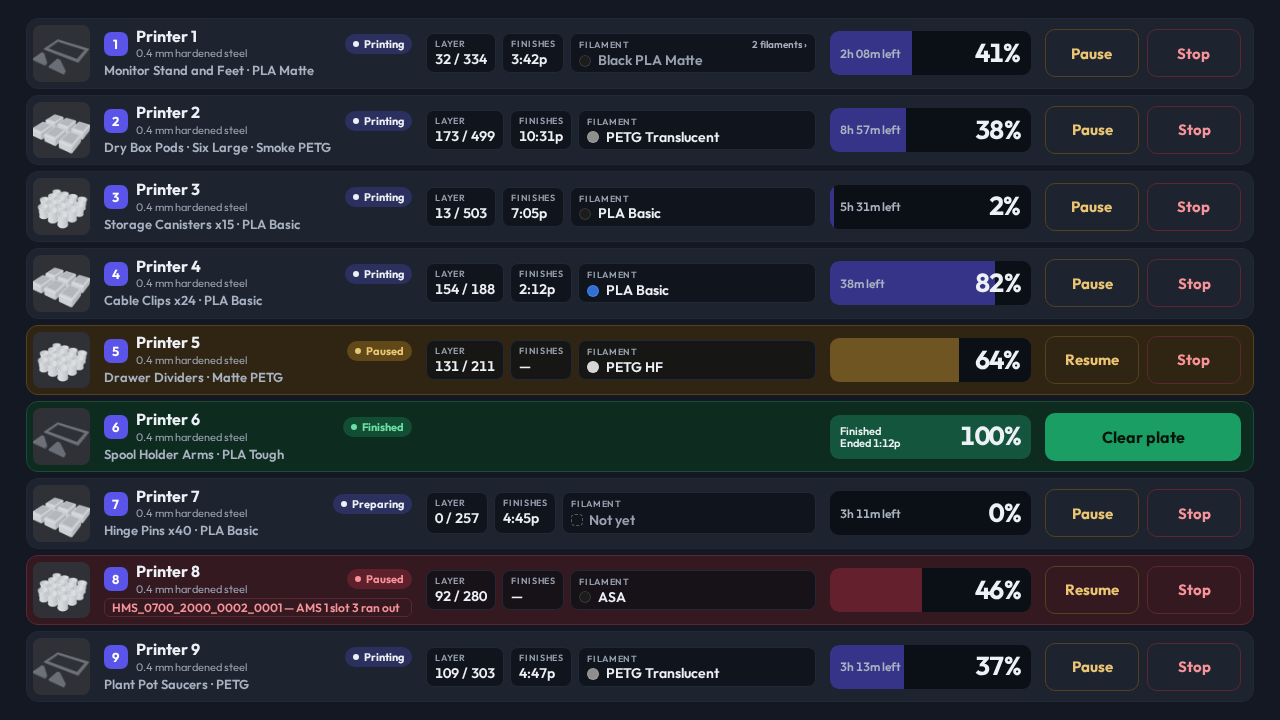 1
Printer 1
0.4 mm hardened steel
Printing
Monitor Stand and Feet · PLA Matte
LAYER
32 / 334
FINISHES
3:42p
FILAMENT
2 filaments ›
Black PLA Matte
2h 08m left
41%
Pause
Stop
2
Printer 2
0.4 mm hardened steel
Printing
Dry Box Pods · Six Large · Smoke PETG
LAYER
173 / 499
FINISHES
10:31p
FILAMENT
PETG Translucent
8h 57m left
38%
Pause
Stop
3
Printer 3
0.4 mm hardened steel
Printing
Storage Canisters x15 · PLA Basic
LAYER
13 / 503
FINISHES
7:05p
FILAMENT
PLA Basic
5h 31m left
2%
Pause
Stop
4
Printer 4
0.4 mm hardened steel
Printing
Cable Clips x24 · PLA Basic
LAYER
154 / 188
FINISHES
2:12p
FILAMENT
PLA Basic
38m left
82%
Pause
Stop
5
Printer 5
0.4 mm hardened steel
Paused
Drawer Dividers · Matte PETG
LAYER
131 / 211
FINISHES
—
FILAMENT
PETG HF
64%
Resume
Stop
6
Printer 6
0.4 mm hardened steel
Finished
Spool Holder Arms · PLA Tough
Finished
Ended 1:12p
100%
Clear plate
7
Printer 7
0.4 mm hardened steel
Preparing
Hinge Pins x40 · PLA Basic
LAYER
0 / 257
FINISHES
4:45p
FILAMENT
Not yet
3h 11m left
0%
Pause
Stop
8
Printer 8
0.4 mm hardened steel
Paused
HMS_0700_2000_0002_0001 — AMS 1 slot 3 ran out
LAYER
92 / 280
FINISHES
—
FILAMENT
ASA
46%
Resume
Stop
9
Printer 9
0.4 mm hardened steel
Printing
Plant Pot Saucers · PETG
LAYER
109 / 303
FINISHES
4:47p
FILAMENT
PETG Translucent
3h 13m left
37%
Pause
Stop